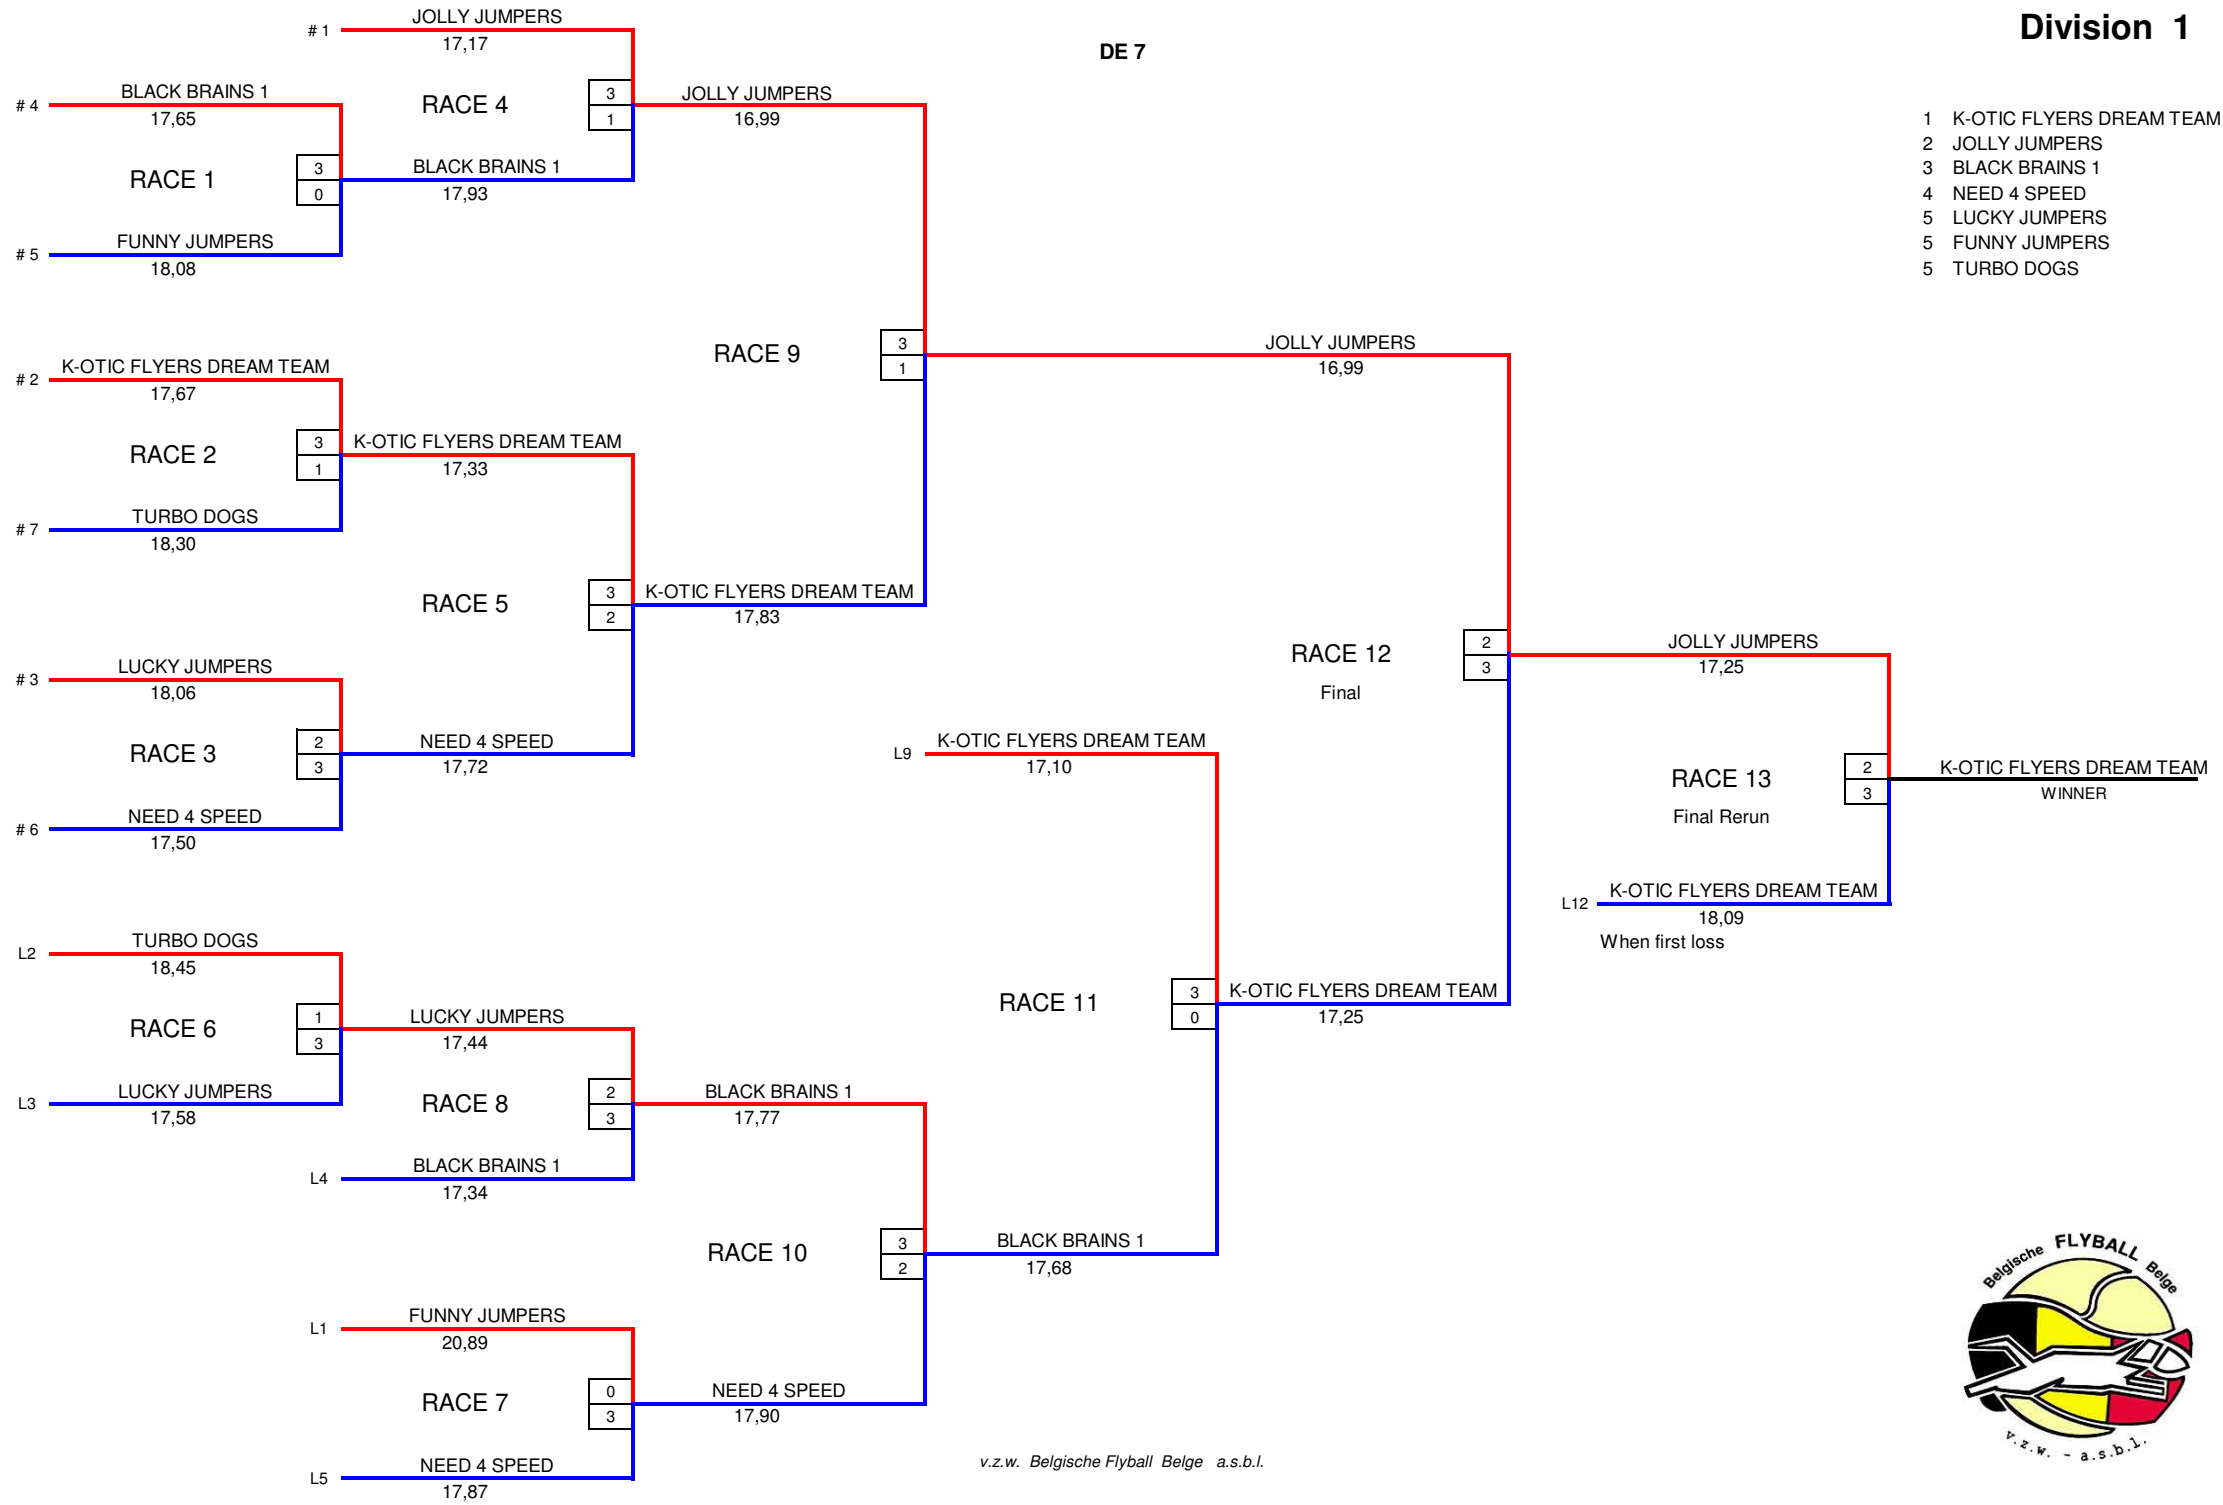 Division 1
DE 7
1 K-OTIC FLYERS DREAM TEAM
2 JOLLY JUMPERS
3 BLACK BRAINS 1
4 NEED 4 SPEED
5 LUCKY JUMPERS
5 FUNNY JUMPERS
5 TURBO DOGS
# 1 JOLLY JUMPERS
17,17
# 4 BLACK BRAINS 1
17,65
RACE 1
3
0
# 5 FUNNY JUMPERS
18,08
RACE 4
3
1
BLACK BRAINS 1
17,93
JOLLY JUMPERS
16,99
# 2 K-OTIC FLYERS DREAM TEAM
17,67
RACE 2
3
1
# 7 TURBO DOGS
18,30
K-OTIC FLYERS DREAM TEAM
17,33
RACE 5
3
2
# 3 LUCKY JUMPERS
18,06
RACE 3
2
3
# 6 NEED 4 SPEED
17,50
NEED 4 SPEED
17,72
K-OTIC FLYERS DREAM TEAM
17,83
RACE 9
3
1
JOLLY JUMPERS
16,99
L2 TURBO DOGS
18,45
RACE 6
1
3
L3 LUCKY JUMPERS
17,58
LUCKY JUMPERS
17,44
RACE 8
2
3
L4 BLACK BRAINS 1
17,34
BLACK BRAINS 1
17,77
RACE 10
3
2
L1 FUNNY JUMPERS
20,89
RACE 7
0
3
L5 NEED 4 SPEED
17,87
NEED 4 SPEED
17,90
BLACK BRAINS 1
17,68
L9 K-OTIC FLYERS DREAM TEAM
17,10
RACE 11
3
0
K-OTIC FLYERS DREAM TEAM
17,25
RACE 12
Final
2
3
JOLLY JUMPERS
17,25
RACE 13
Final Rerun
2
3
L12 K-OTIC FLYERS DREAM TEAM
18,09
When first loss
K-OTIC FLYERS DREAM TEAM
WINNER
v.z.w. Belgische Flyball Belge a.s.b.l.
Belgische FLYBALL Belge
v.z.w. - a.s.b.l.